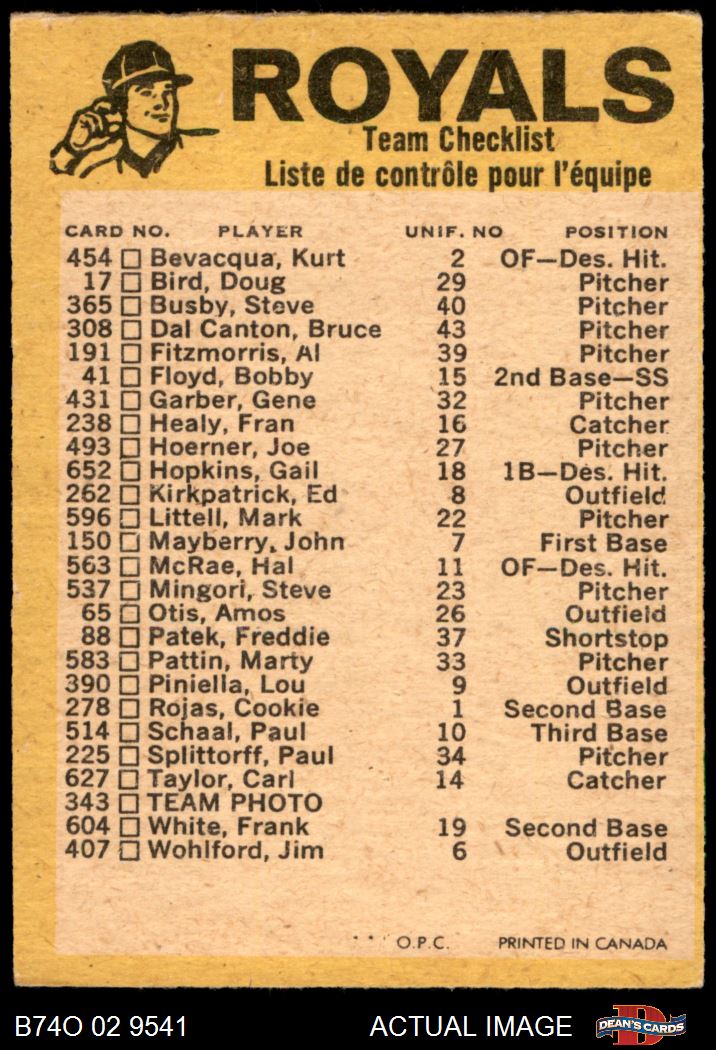 ROYALS
Team Checklist
Liste de contrôle pour l'équipe
CARD NO. PLAYER UNIF. NO POSITION
454 Bevacqua, Kurt 2 OF—Des. Hit.
17 Bird, Doug 29 Pitcher
365 Busby, Steve 40 Pitcher
308 Dal Canton, Bruce 43 Pitcher
191 Fitzmorris, Al 39 Pitcher
41 Floyd, Bobby 15 2nd Base—SS
431 Garber, Gene 32 Pitcher
238 Healy, Fran 16 Catcher
493 Hoerner, Joe 27 Pitcher
652 Hopkins, Gail 18 1B—Des. Hit.
262 Kirkpatrick, Ed 8 Outfield
596 Littell, Mark 22 Pitcher
150 Mayberry, John 7 First Base
563 McRae, Hal 11 OF—Des. Hit.
537 Mingori, Steve 23 Pitcher
65 Otis, Amos 26 Outfield
88 Patek, Freddie 37 Shortstop
583 Pattin, Marty 33 Pitcher
390 Piniella, Lou 9 Outfield
278 Rojas, Cookie 1 Second Base
514 Schaal, Paul 10 Third Base
225 Splittorff, Paul 34 Pitcher
627 Taylor, Carl 14 Catcher
343 TEAM PHOTO
604 White, Frank 19 Second Base
407 Wohlford, Jim 6 Outfield
* * * O.P.C. PRINTED IN CANADA
B74O 02 9541 ACTUAL IMAGE DEAN'S CARDS